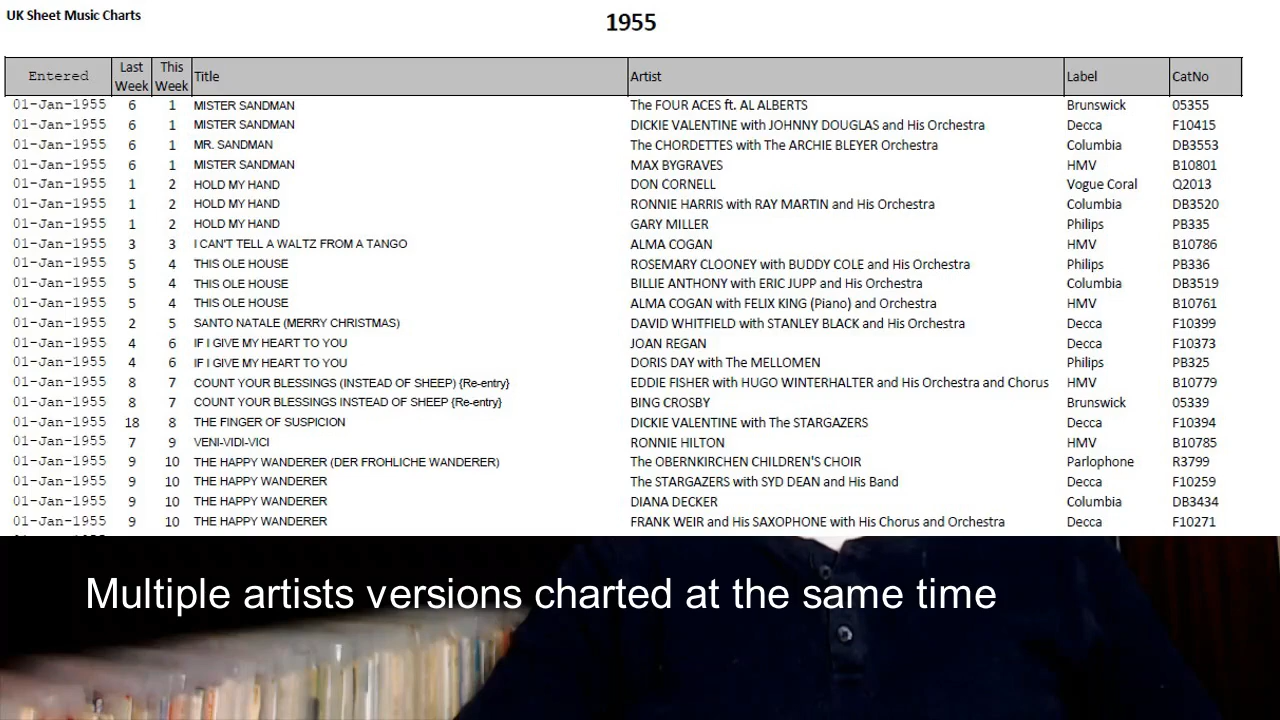 UK Sheet Music Charts
1955
Entered Last Week This Week Title Artist Label CatNo
01-Jan-1955 6 1 MISTER SANDMAN The FOUR ACES ft. AL ALBERTS Brunswick 05355
01-Jan-1955 6 1 MISTER SANDMAN DICKIE VALENTINE with JOHNNY DOUGLAS and His Orchestra Decca F10415
01-Jan-1955 6 1 MR. SANDMAN The CHORDETTES with The ARCHIE BLEYER Orchestra Columbia DB3553
01-Jan-1955 6 1 MISTER SANDMAN MAX BYGRAVES HMV B10801
01-Jan-1955 1 2 HOLD MY HAND DON CORNELL Vogue Coral Q2013
01-Jan-1955 1 2 HOLD MY HAND RONNIE HARRIS with RAY MARTIN and His Orchestra Columbia DB3520
01-Jan-1955 1 2 HOLD MY HAND GARY MILLER Philips PB335
01-Jan-1955 3 3 I CAN'T TELL A WALTZ FROM A TANGO ALMA COGAN HMV B10786
01-Jan-1955 5 4 THIS OLE HOUSE ROSEMARY CLOONEY with BUDDY COLE and His Orchestra Philips PB336
01-Jan-1955 5 4 THIS OLE HOUSE BILLIE ANTHONY with ERIC JUPP and His Orchestra Columbia DB3519
01-Jan-1955 5 4 THIS OLE HOUSE ALMA COGAN with FELIX KING (Piano) and Orchestra HMV B10761
01-Jan-1955 2 5 SANTO NATALE (MERRY CHRISTMAS) DAVID WHITFIELD with STANLEY BLACK and His Orchestra Decca F10399
01-Jan-1955 4 6 IF I GIVE MY HEART TO YOU JOAN REGAN Decca F10373
01-Jan-1955 4 6 IF I GIVE MY HEART TO YOU DORIS DAY with The MELLOMEN Philips PB325
01-Jan-1955 8 7 COUNT YOUR BLESSINGS (INSTEAD OF SHEEP) {Re-entry} EDDIE FISHER with HUGO WINTERHALTER and His Orchestra and Chorus HMV B10779
01-Jan-1955 8 7 COUNT YOUR BLESSINGS INSTEAD OF SHEEP {Re-entry} BING CROSBY Brunswick 05339
01-Jan-1955 18 8 THE FINGER OF SUSPICION DICKIE VALENTINE with The STARGAZERS Decca F10394
01-Jan-1955 7 9 VENI-VIDI-VICI RONNIE HILTON HMV B10785
01-Jan-1955 9 10 THE HAPPY WANDERER (DER FROHLICHE WANDERER) The OBERNKIRCHEN CHILDREN'S CHOIR Parlophone R3799
01-Jan-1955 9 10 THE HAPPY WANDERER The STARGAZERS with SYD DEAN and His Band Decca F10259
01-Jan-1955 9 10 THE HAPPY WANDERER DIANA DECKER Columbia DB3434
01-Jan-1955 9 10 THE HAPPY WANDERER FRANK WEIR and His SAXOPHONE with His Chorus and Orchestra Decca F10271
Multiple artists versions charted at the same time